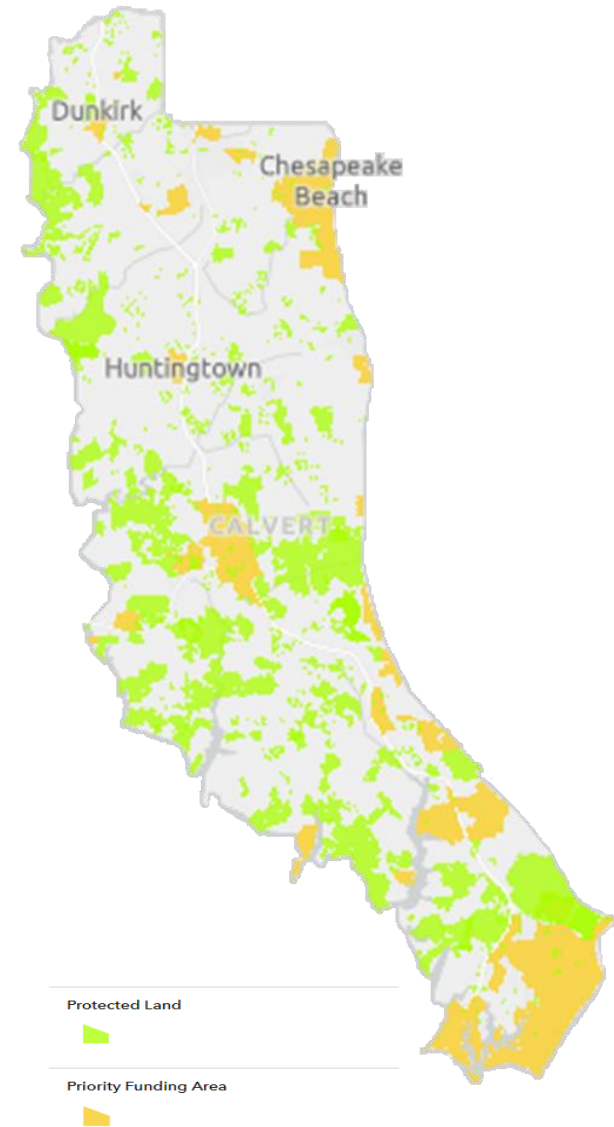 Dunkirk
Chesapeake
Beach
Huntingtown
CALVERT
Protected Land
Priority Funding Area